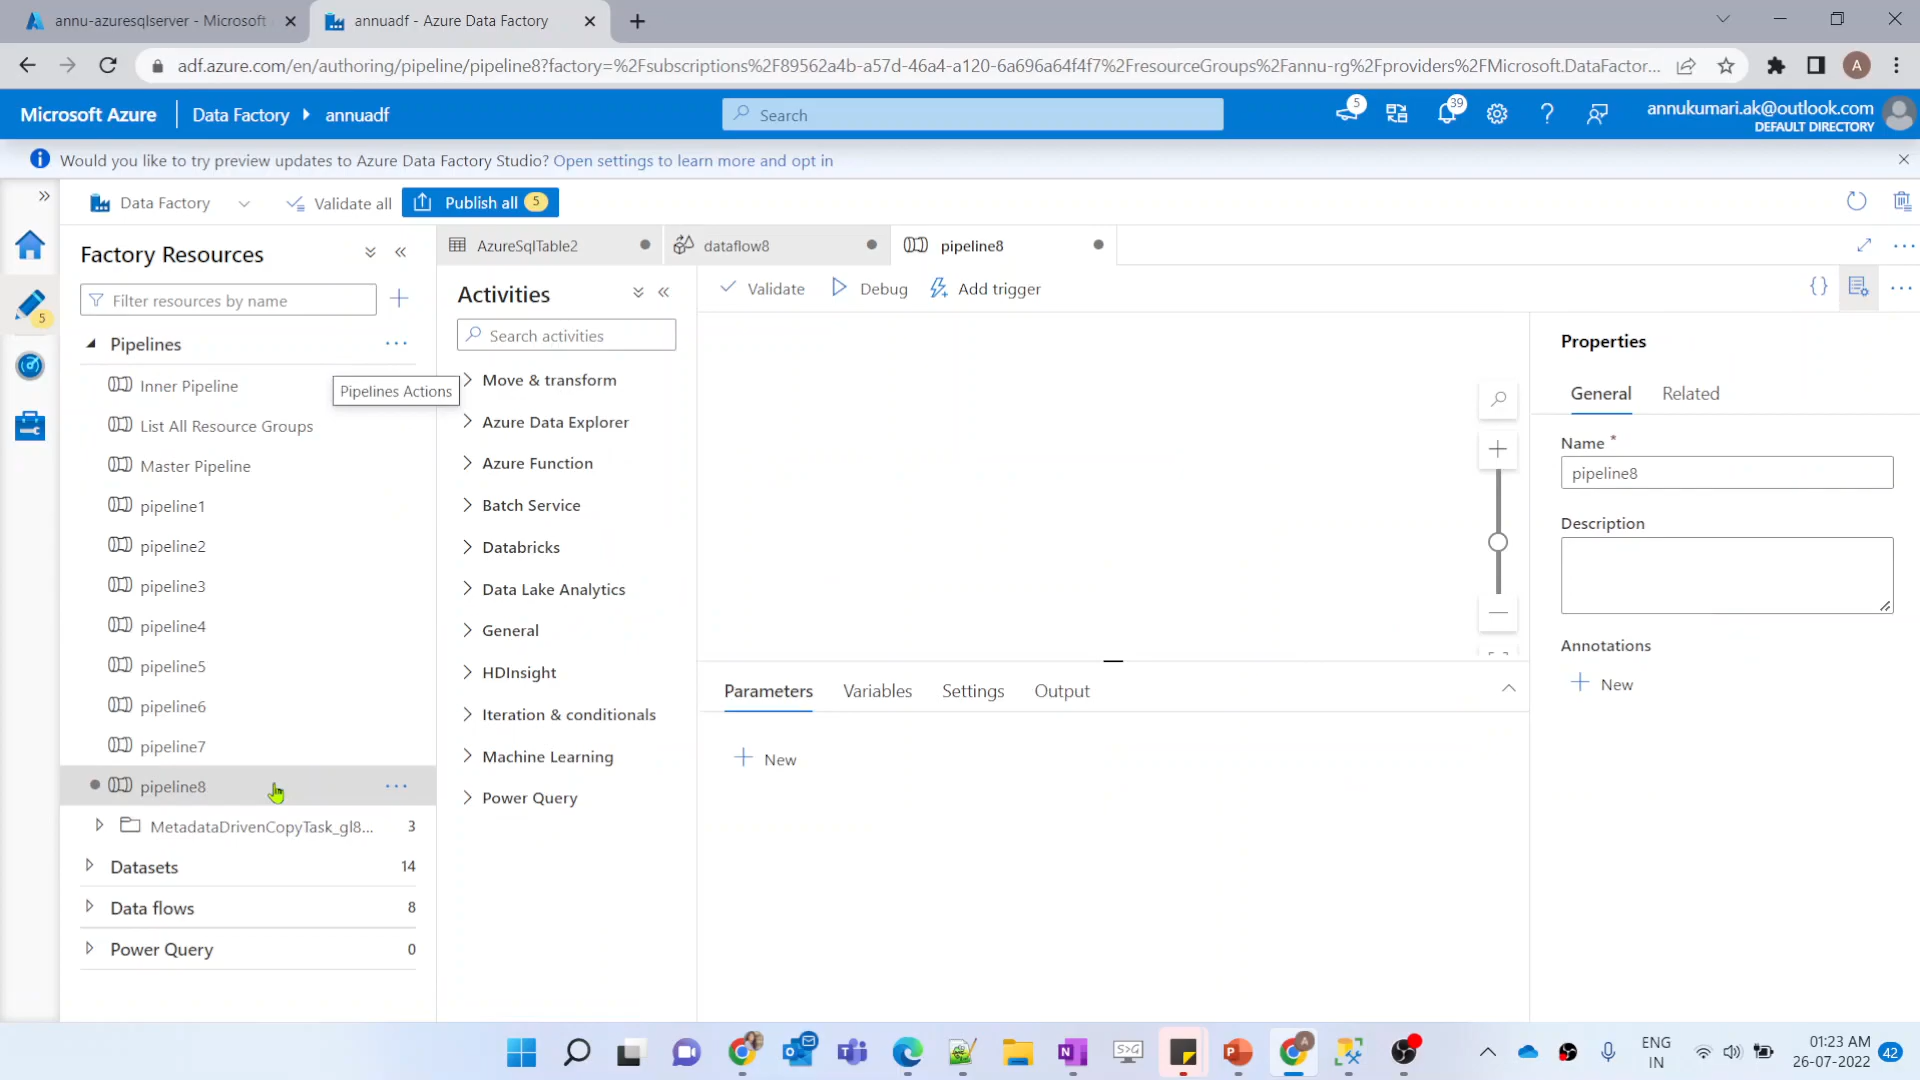 annu-azuresqlserver - Microsoft
annuadf - Azure Data Factory
adf.azure.com/en/authoring/pipeline/pipeline8?factory=%2Fsubscriptions%2F89562a4b-a57d-46a4-a120-6a696a64f4f7%2FresourceGroups%2Fannu-rg%2Fproviders%2FMicrosoft.DataFactor...
A
Microsoft Azure
Data Factory
annuadf
Search
5
39
annukumari.ak@outlook.com
DEFAULT DIRECTORY
Would you like to try preview updates to Azure Data Factory Studio? Open settings to learn more and opt in
Data Factory
Validate all
Publish all
5
Factory Resources
AzureSqlTable2
dataflow8
pipeline8
Filter resources by name
5
Activities
Validate
Debug
Add trigger
Search activities
Pipelines
Pipelines Actions
Inner Pipeline
List All Resource Groups
Master Pipeline
pipeline1
pipeline2
pipeline3
pipeline4
pipeline5
pipeline6
pipeline7
pipeline8
MetadataDrivenCopyTask_gl8...
3
Datasets
14
Data flows
8
Power Query
0
Move & transform
Azure Data Explorer
Azure Function
Batch Service
Databricks
Data Lake Analytics
General
HDInsight
Iteration & conditionals
Machine Learning
Power Query
Parameters
Variables
Settings
Output
New
Properties
General
Related
Name *
pipeline8
Description
Annotations
New
ENG
IN
01:23 AM
26-07-2022
42